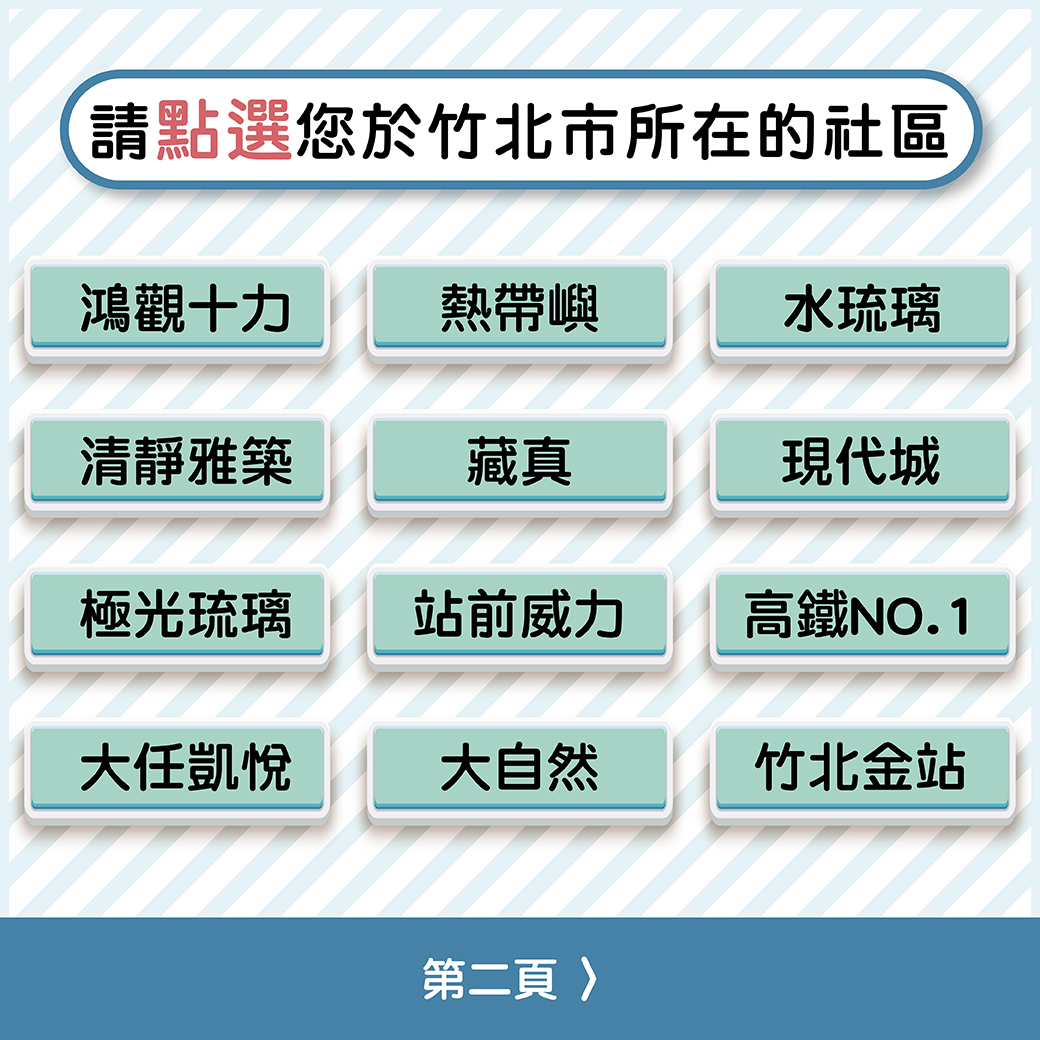 請點選您於竹北市所在的社區
鴻觀十力
熱帶嶼
水琉璃
清靜雅築
藏真
現代城
極光琉璃
站前威力
高鐵NO.1
大任凱悅
大自然
竹北金站
第二頁 〉